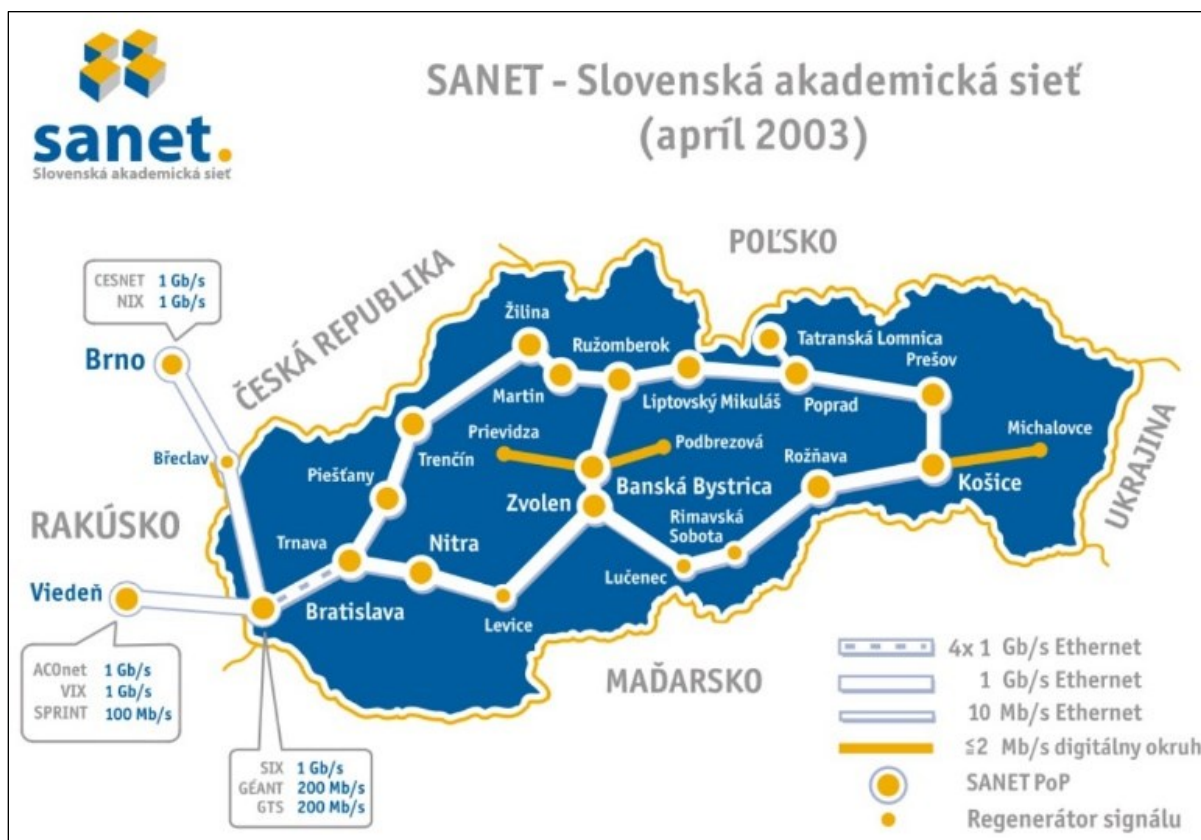 sanet.
Slovenská akademická sieť
SANET - Slovenská akademická sieť
(apríl 2003)
POĽSKO
ČESKÁ REPUBLIKA
CESNET 1 Gb/s
NIX 1 Gb/s
Brno
Žilina
Ružomberok
Tatranská Lomnica
Prešov
Martin
Liptovský Mikuláš
Poprad
Prievidza
Podbrezová
Michalovce
Břeclav
Trenčín
Rožňava
Piešťany
Banská Bystrica
Košice
UKRAJINA
RAKÚSKO
Zvolen
Rimavská
Sobota
Trnava
Nitra
Lučenec
Viedeň
Bratislava
Levice
MAĎARSKO
ACOnet 1 Gb/s
VIX 1 Gb/s
SPRINT 100 Mb/s
SIX 1 Gb/s
GÉANT 200 Mb/s
GTS 200 Mb/s
4x 1 Gb/s Ethernet
1 Gb/s Ethernet
10 Mb/s Ethernet
≤2 Mb/s digitálny okruh
SANET PoP
Regenerátor signálu